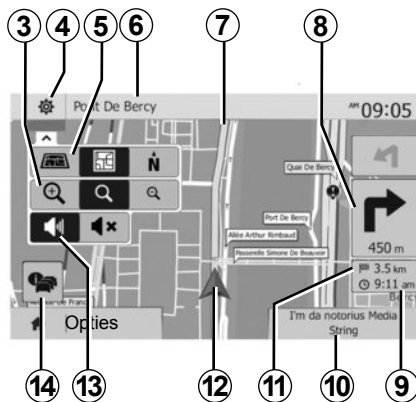 3 4 5 6 7 8
Pont De Bercy
AM 09:05
N
Quai De Bercy
Port De Bercy
Allée Arthur Rimbaud
Passerelle Simone De Beauvoir
450 m
3.5 km
9:11 am
Opties
I'm da notorius Media
String
14 13 12 11 10 9